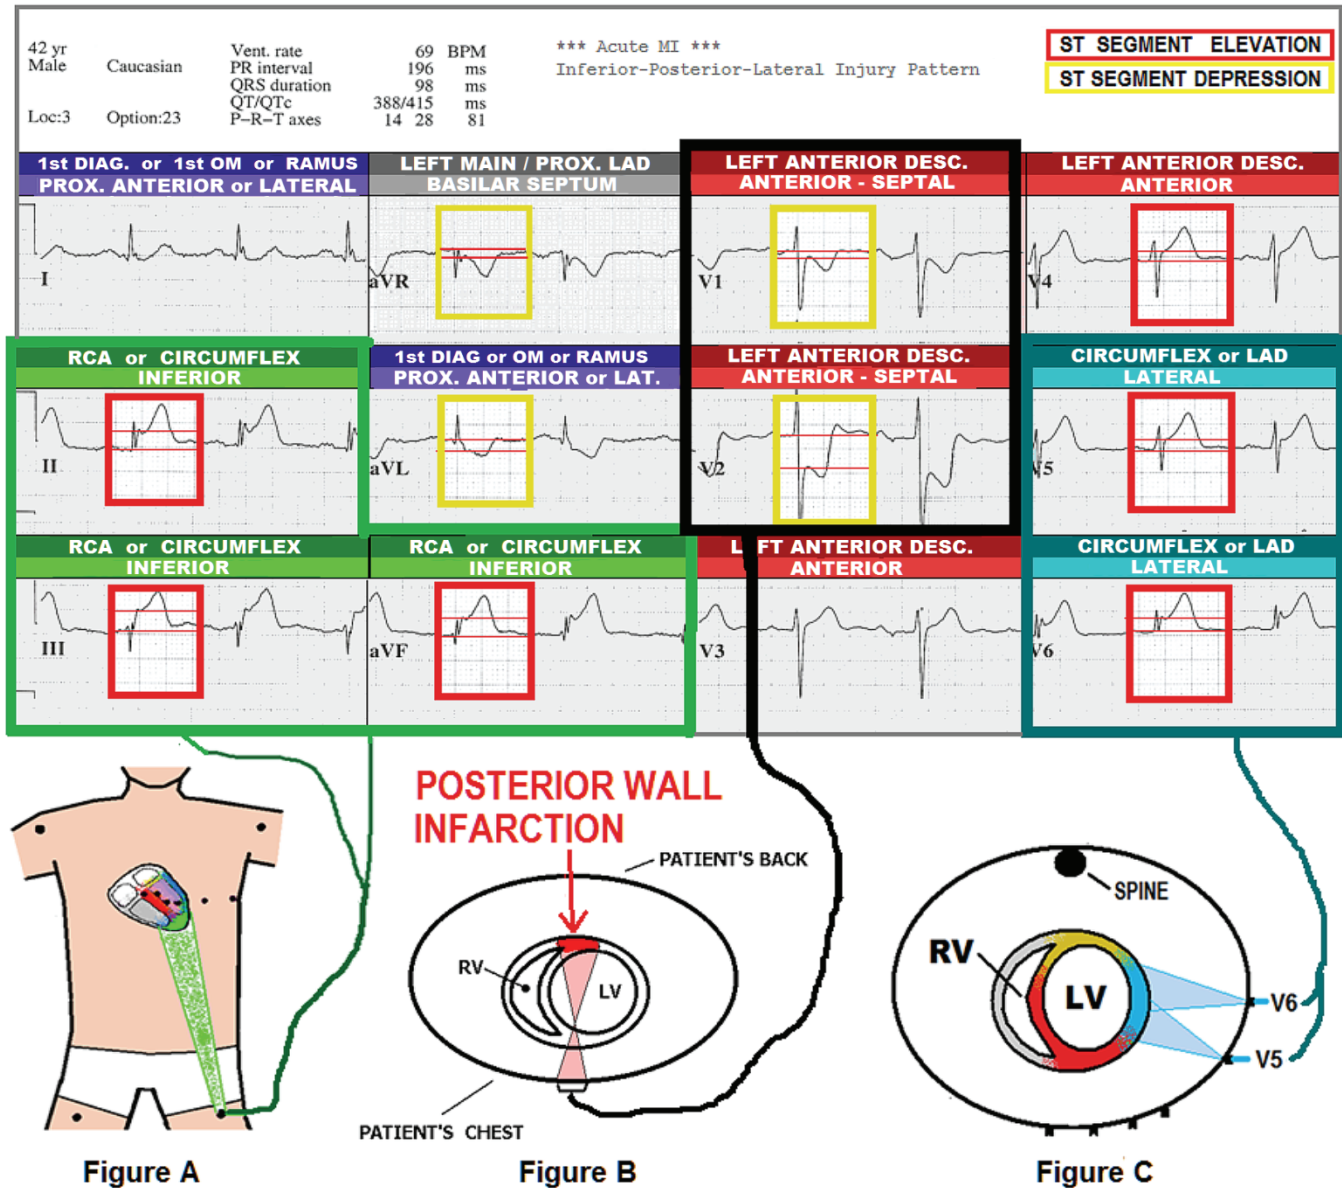 42 yr
Male Caucasian
Loc:3 Option:23
Vent. rate 69 BPM
PR interval 196 ms
QRS duration 98 ms
QT/QTc 388/415 ms
P-R-T axes 14 28 81
*** Acute MI ***
Inferior-Posterior-Lateral Injury Pattern
ST SEGMENT ELEVATION
ST SEGMENT DEPRESSION
1st DIAG. or 1st OM or RAMUS
PROX. ANTERIOR or LATERAL
I
LEFT MAIN / PROX. LAD
BASILAR SEPTUM
aVR
LEFT ANTERIOR DESC.
ANTERIOR - SEPTAL
V1
LEFT ANTERIOR DESC.
ANTERIOR
V4
RCA or CIRCUMFLEX
INFERIOR
II
1st DIAG or OM or RAMUS
PROX. ANTERIOR or LAT.
aVL
LEFT ANTERIOR DESC.
ANTERIOR - SEPTAL
V2
CIRCUMFLEX or LAD
LATERAL
V5
RCA or CIRCUMFLEX
INFERIOR
III
RCA or CIRCUMFLEX
INFERIOR
aVF
LEFT ANTERIOR DESC.
ANTERIOR
V3
CIRCUMFLEX or LAD
LATERAL
V6
POSTERIOR WALL
INFARCTION
PATIENT'S BACK
RV
LV
PATIENT'S CHEST
SPINE
RV
LV
V6
V5
Figure A
Figure B
Figure C